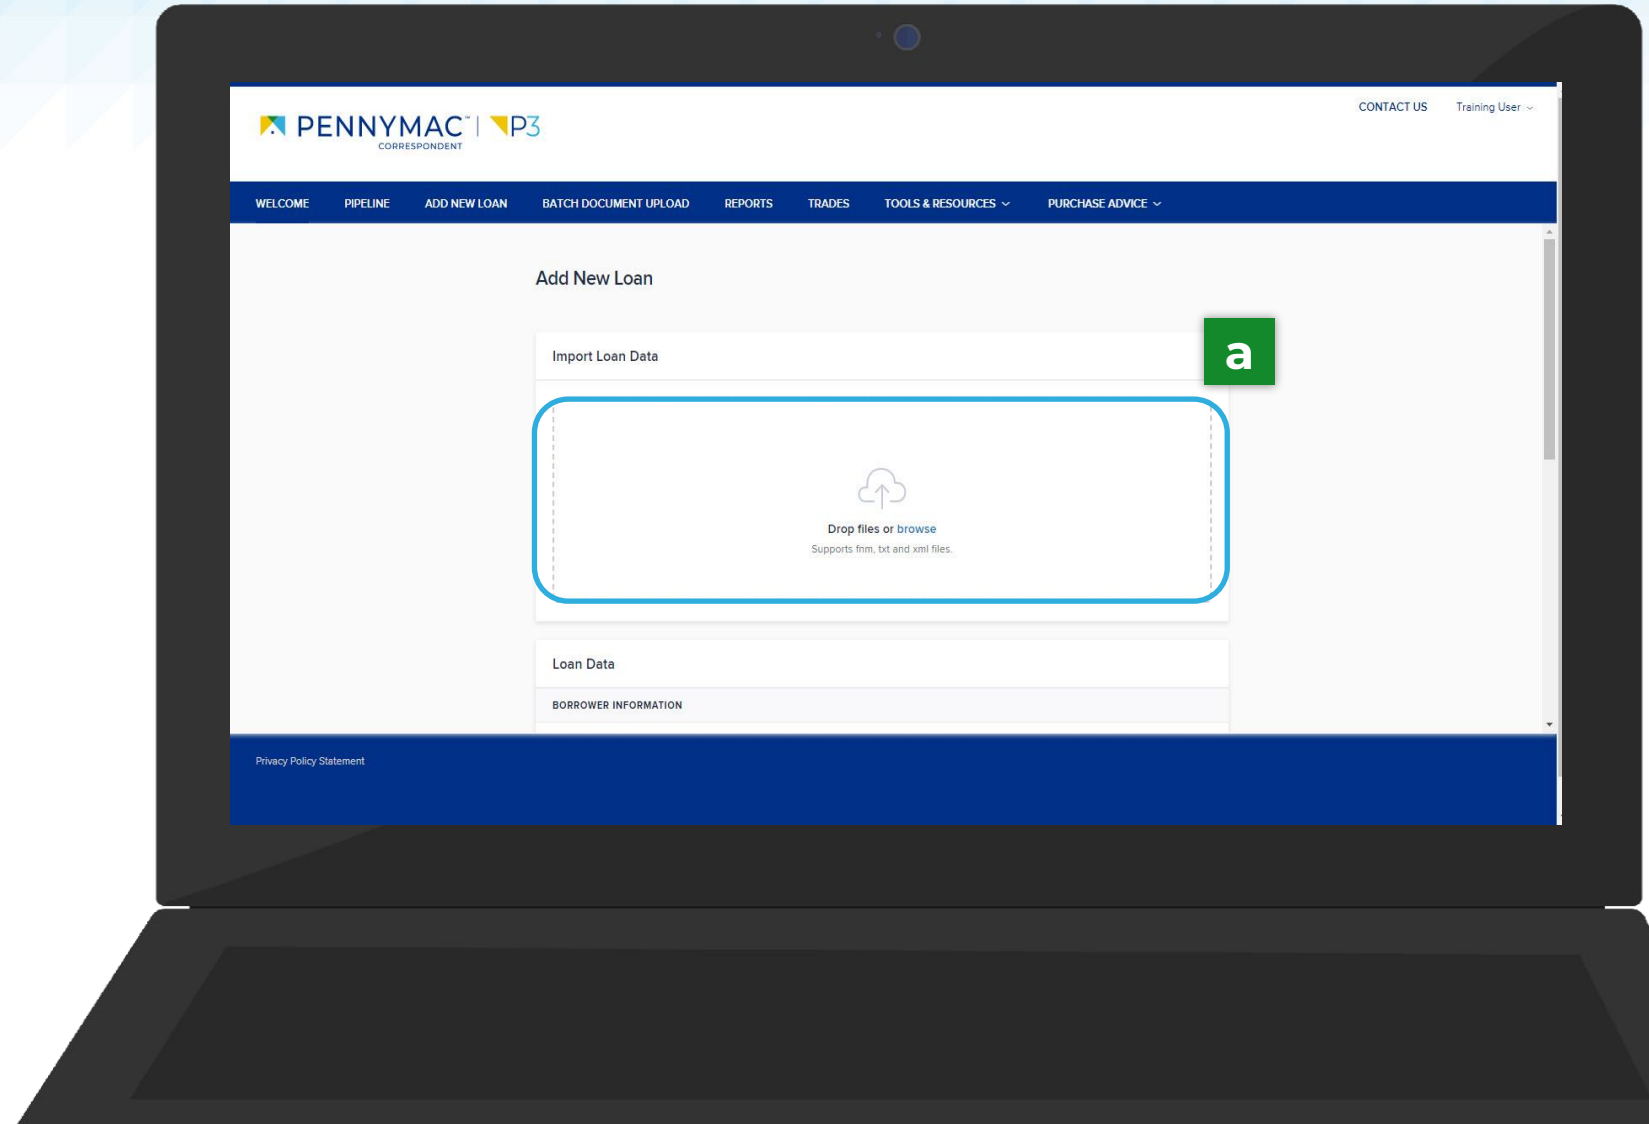 PENNYMAC™ | P3
CORRESPONDENT
CONTACT US Training User
WELCOME PIPELINE ADD NEW LOAN BATCH DOCUMENT UPLOAD REPORTS TRADES TOOLS & RESOURCES PURCHASE ADVICE
Add New Loan
Import Loan Data
a
Drop files or browse
Supports fnm, txt and xml files.
Loan Data
BORROWER INFORMATION
Privacy Policy Statement